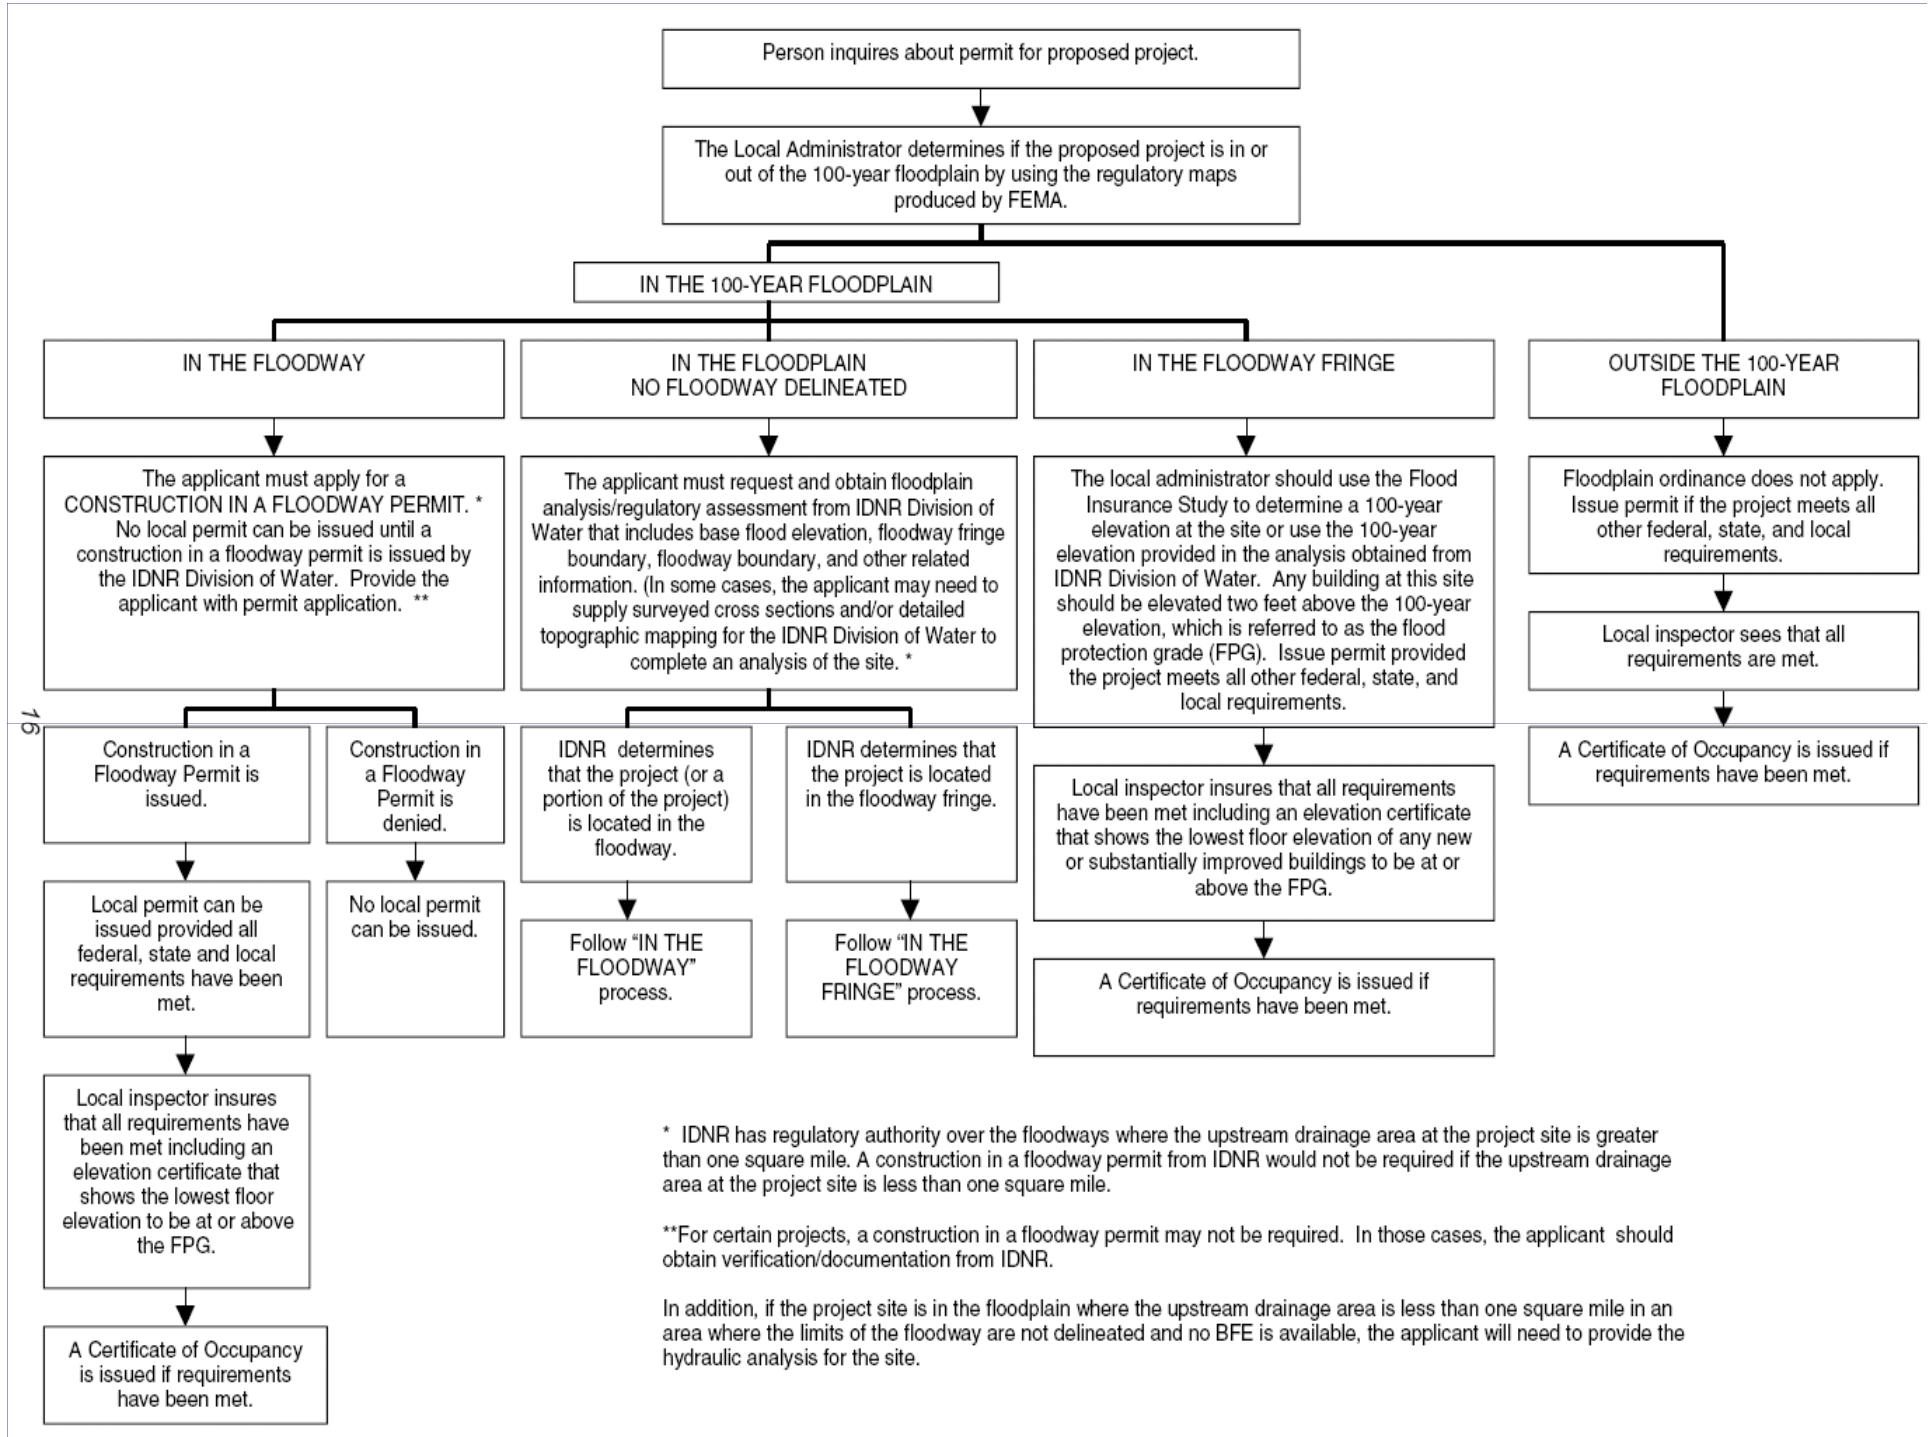 Person inquires about permit for proposed project.
The Local Administrator determines if the proposed project is in or
out of the 100-year floodplain by using the regulatory maps
produced by FEMA.
IN THE 100-YEAR FLOODPLAIN
IN THE FLOODWAY
The applicant must apply for a
CONSTRUCTION IN A FLOODWAY PERMIT. *
No local permit can be issued until a
construction in a floodway permit is issued by
the IDNR Division of Water.  Provide the
applicant with permit application.  **
Construction in a
Floodway Permit is
issued.
Local permit can be
issued provided all
federal, state and local
requirements have been
met.
Local inspector insures
that all requirements have
been met including an
elevation certificate that
shows the lowest floor
elevation to be at or above
the FPG.
A Certificate of Occupancy
is issued if requirements
have been met.
Construction in
a Floodway
Permit is
denied.
No local permit
can be issued.
IN THE FLOODPLAIN
NO FLOODWAY DELINEATED
The applicant must request and obtain floodplain
analysis/regulatory assessment from IDNR Division of
Water that includes base flood elevation, floodway fringe
boundary, floodway boundary, and other related
information. (In some cases, the applicant may need to
supply surveyed cross sections and/or detailed
topographic mapping for the IDNR Division of Water to
complete an analysis of the site. *
IDNR  determines
that the project (or a
portion of the project)
is located in the
floodway.
Follow “IN THE
FLOODWAY”
process.
IDNR determines that
the project is located
in the floodway fringe.
Follow “IN THE
FLOODWAY
FRINGE” process.
IN THE FLOODWAY FRINGE
The local administrator should use the Flood
Insurance Study to determine a 100-year
elevation at the site or use the 100-year
elevation provided in the analysis obtained from
IDNR Division of Water.  Any building at this site
should be elevated two feet above the 100-year
elevation, which is referred to as the flood
protection grade (FPG).  Issue permit provided
the project meets all other federal, state, and
local requirements.
Local inspector insures that all requirements
have been met including an elevation certificate
that shows the lowest floor elevation of any new
or substantially improved buildings to be at or
above the FPG.
A Certificate of Occupancy is issued if
requirements have been met.
OUTSIDE THE 100-YEAR
FLOODPLAIN
Floodplain ordinance does not apply.
Issue permit if the project meets all
other federal, state, and local
requirements.
Local inspector sees that all
requirements are met.
A Certificate of Occupancy is issued if
requirements have been met.
16
*  IDNR has regulatory authority over the floodways where the upstream drainage area at the project site is greater
than one square mile. A construction in a floodway permit from IDNR would not be required if the upstream drainage
area at the project site is less than one square mile.
**For certain projects, a construction in a floodway permit may not be required.  In those cases, the applicant  should
obtain verification/documentation from IDNR.
In addition, if the project site is in the floodplain where the upstream drainage area is less than one square mile in an
area where the limits of the floodway are not delineated and no BFE is available, the applicant will need to provide the
hydraulic analysis for the site.